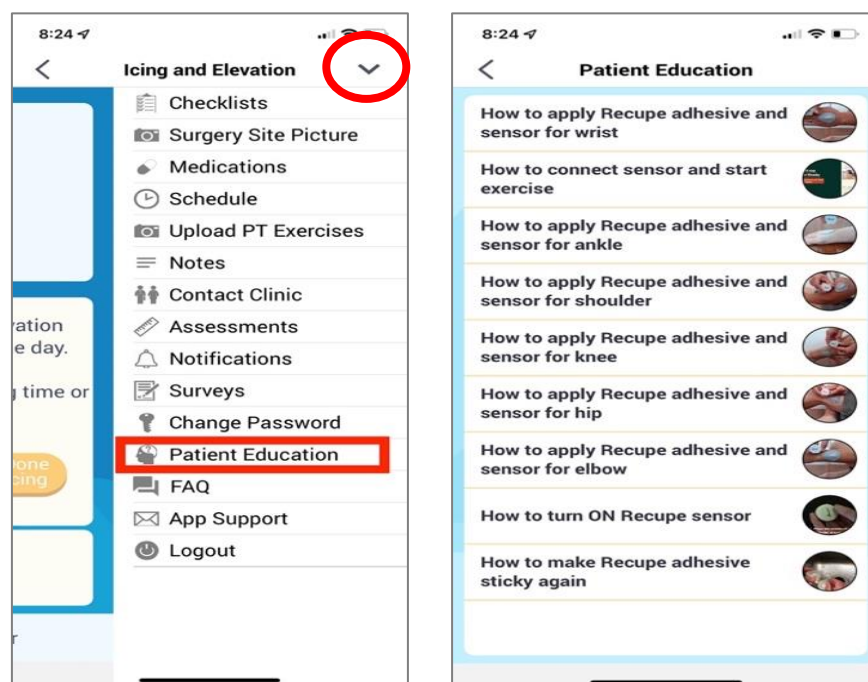 8:24
Icing and Elevation
Checklists
Surgery Site Picture
Medications
Schedule
Upload PT Exercises
Notes
Contact Clinic
Assessments
Notifications
Surveys
Change Password
Patient Education
FAQ
App Support
Logout
ration
e day.
time or
one
cing
r
8:24
Patient Education
How to apply Recupe adhesive and
sensor for wrist
How to connect sensor and start
exercise
How to apply Recupe adhesive and
sensor for ankle
How to apply Recupe adhesive and
sensor for shoulder
How to apply Recupe adhesive and
sensor for knee
How to apply Recupe adhesive and
sensor for hip
How to apply Recupe adhesive and
sensor for elbow
How to turn ON Recupe sensor
How to make Recupe adhesive
sticky again